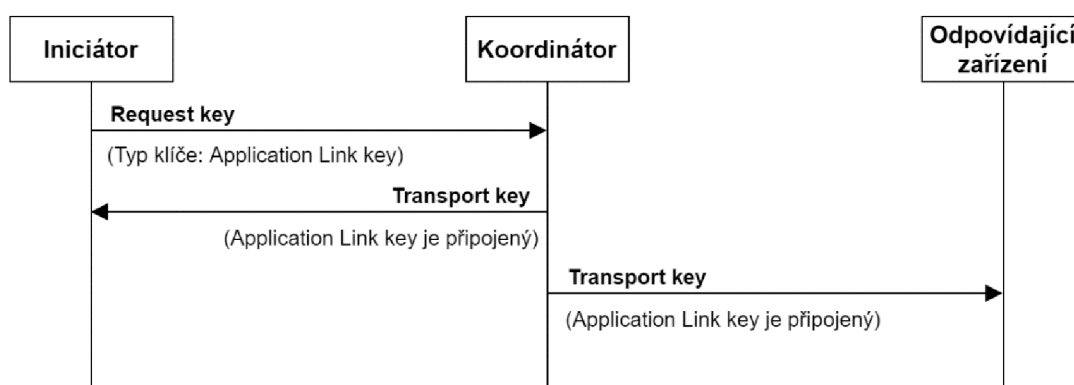 Iniciátor
Koordinátor
Odpovídající
zařízení
Request key
(Typ klíče: Application Link key)
Transport key
(Application Link key je připojený)
Transport key
(Application Link key je připojený)